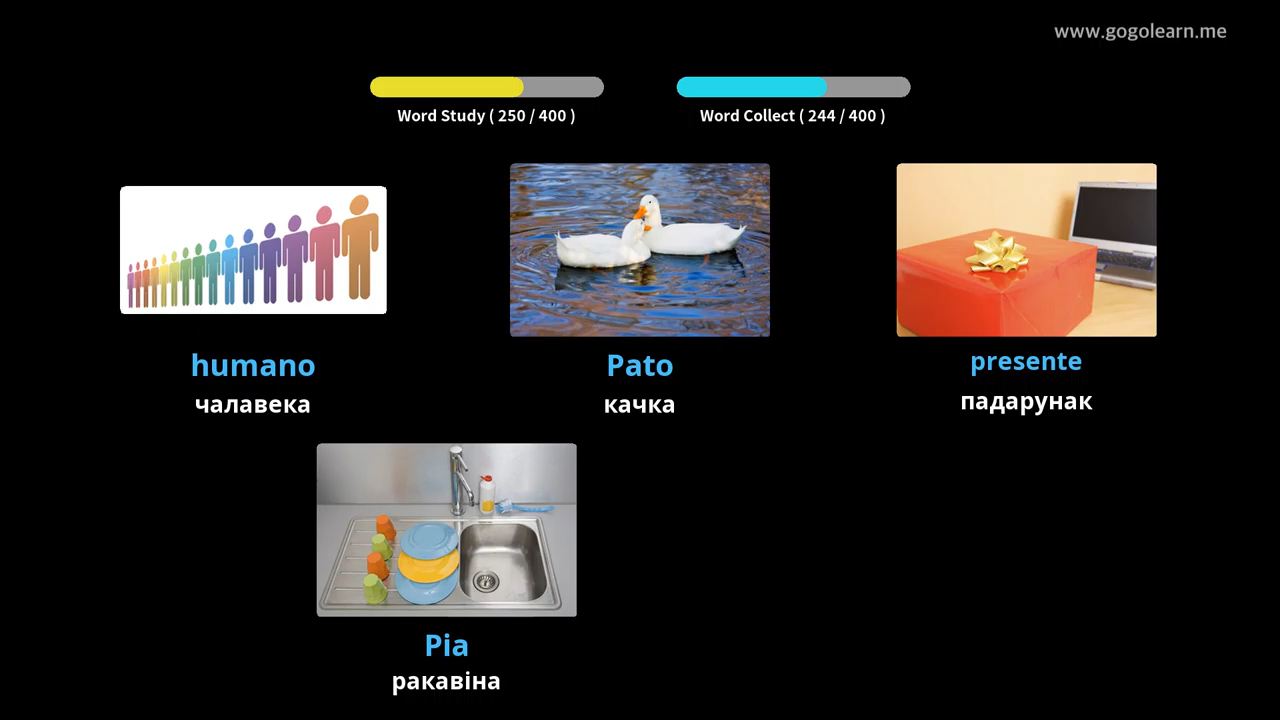 www.gogolearn.me
Word Study ( 250 / 400 )
Word Collect ( 244 / 400 )
humano
чалавека
Pato
качка
presente
падарунак
Pia
ракавіна